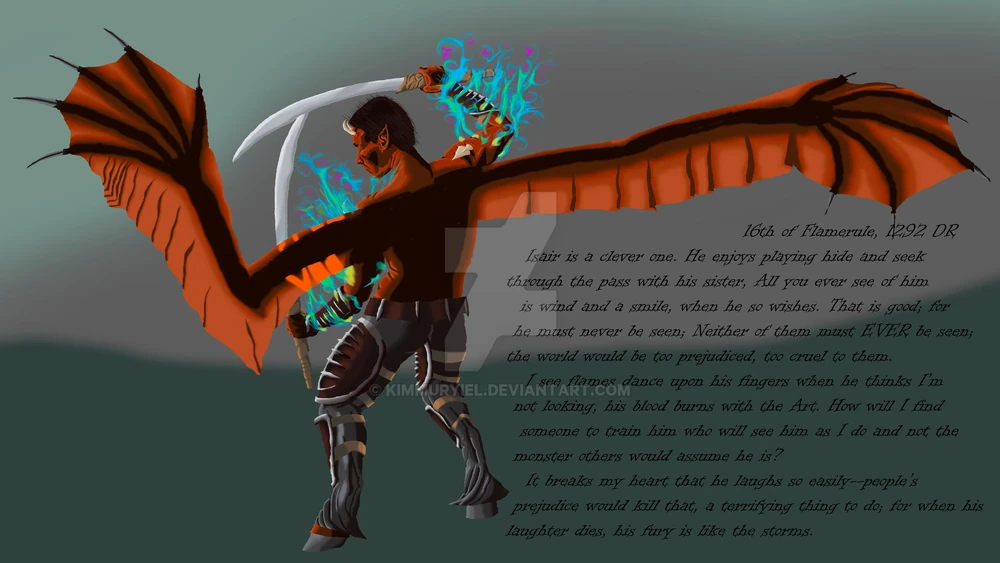 16th of Flamerule, 1292 DR
Isair is a clever one. He enjoys playing hide and seek
through the pass with his sister, All you ever see of him
is wind and a smile, when he so wishes. That is good; for
he must never be seen; Neither of them must EVER be seen;
the world would be too prejudiced, too cruel to them.
I see flames dance upon his fingers when he thinks I'm
not looking, his blood burns with the Art. How will I find
someone to train him who will see him as I do and not the
monster others would assume he is?
It breaks my heart that he laughs so easily—people's
prejudice would kill that, a terrifying thing to do; for when his
laughter dies, his fury is like the storms.
© KIMMURYIEL.DEVIANTART.COM